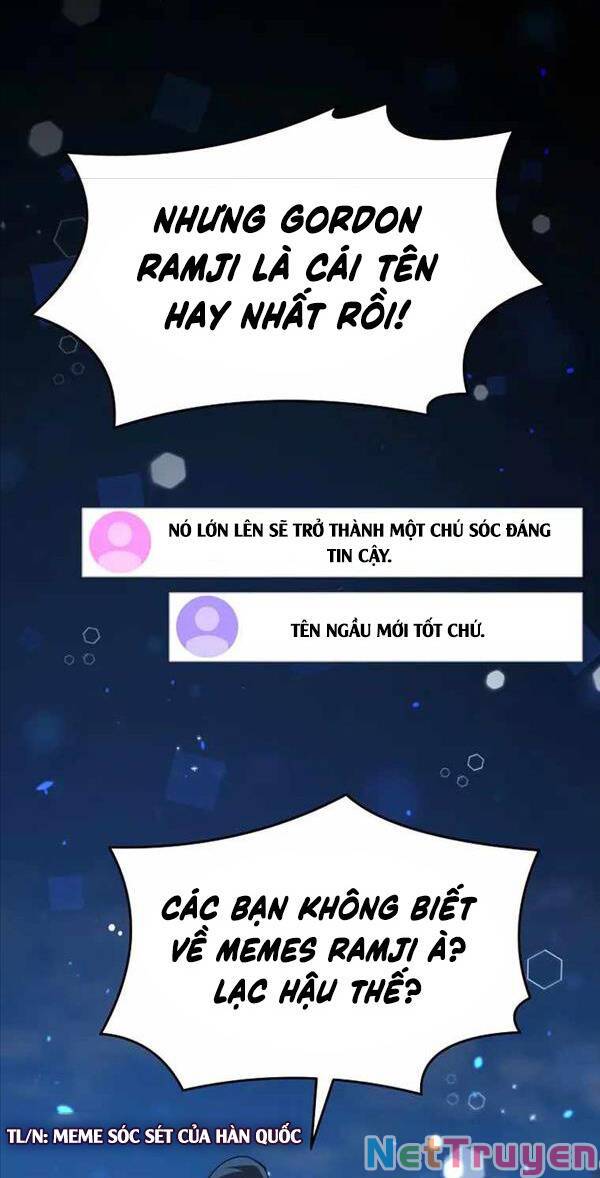 NHƯNG GORDON
RAMJI LÀ CÁI TÊN
HAY NHẤT RỒI!
NÓ LỚN LÊN SẼ TRỞ THÀNH MỘT CHÚ SÓC ĐÁNG
TIN CẬY.
TÊN NGẦU MỚI TỐT CHỨ.
CÁC BẠN KHÔNG BIẾT
VỀ MEMES RAMJI À?
LẠC HẬU THẾ?
TL/N: MEME SÓC SÉT CỦA HÀN QUỐC
NetTruyen